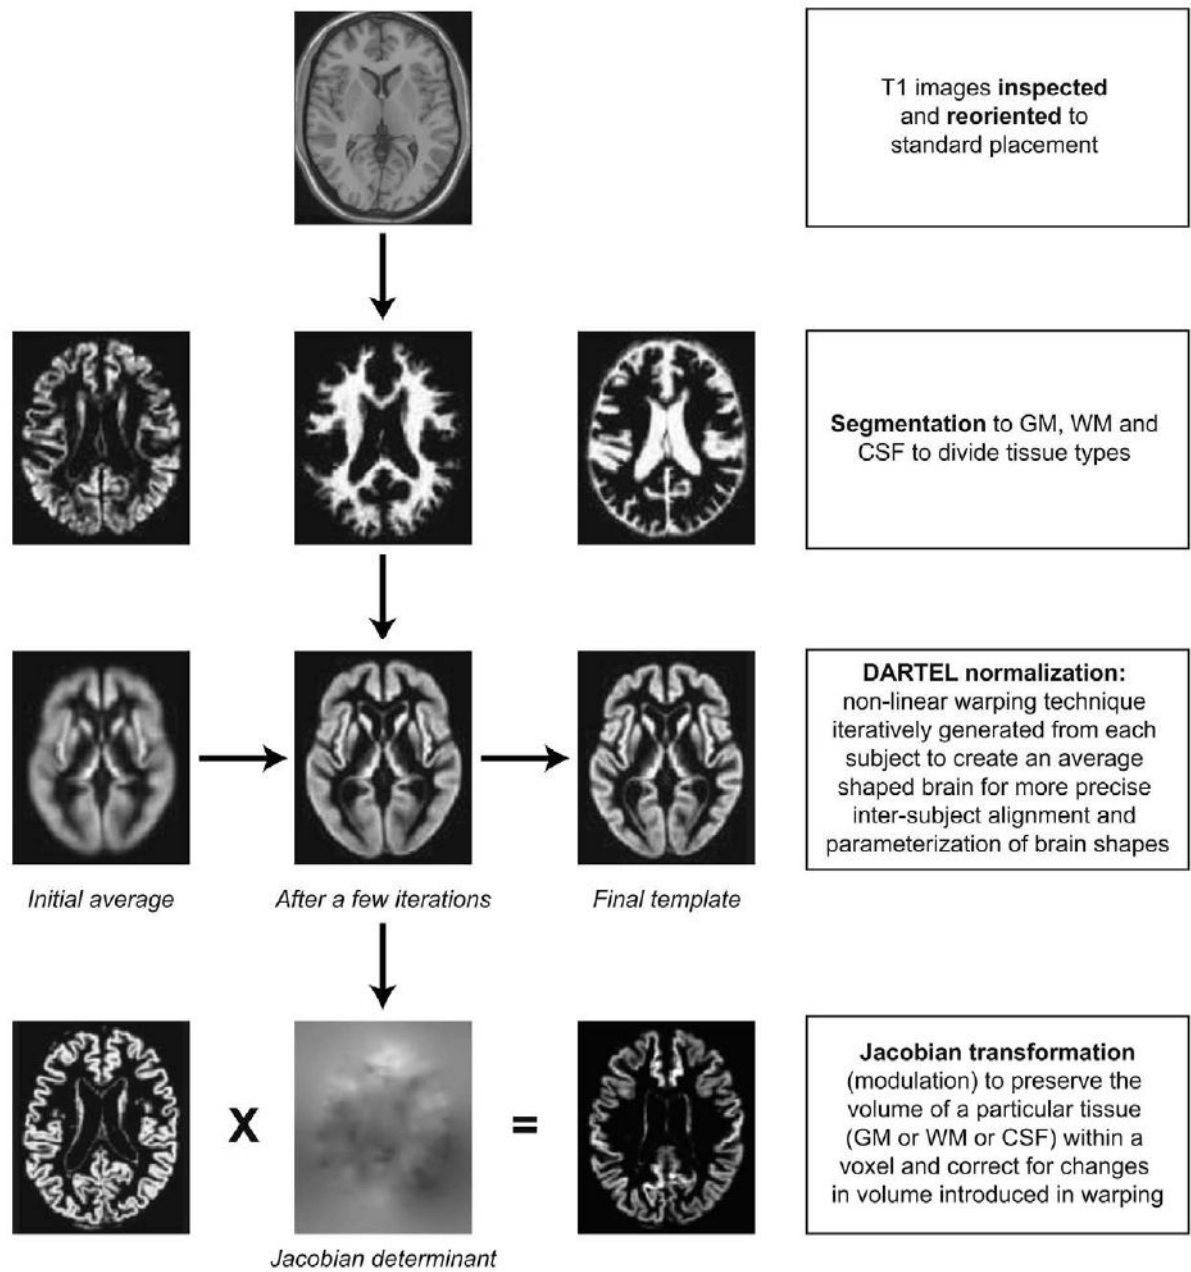 T1 images inspected
and reoriented to
standard placement
Segmentation to GM, WM and
CSF to divide tissue types
DARTEL normalization:
non-linear warping technique
iteratively generated from each
subject to create an average
shaped brain for more precise
inter-subject alignment and
parameterization of brain shapes
Initial average
After a few iterations
Final template
X
=
Jacobian transformation
(modulation) to preserve the
volume of a particular tissue
(GM or WM or CSF) within a
voxel and correct for changes
in volume introduced in warping
Jacobian determinant